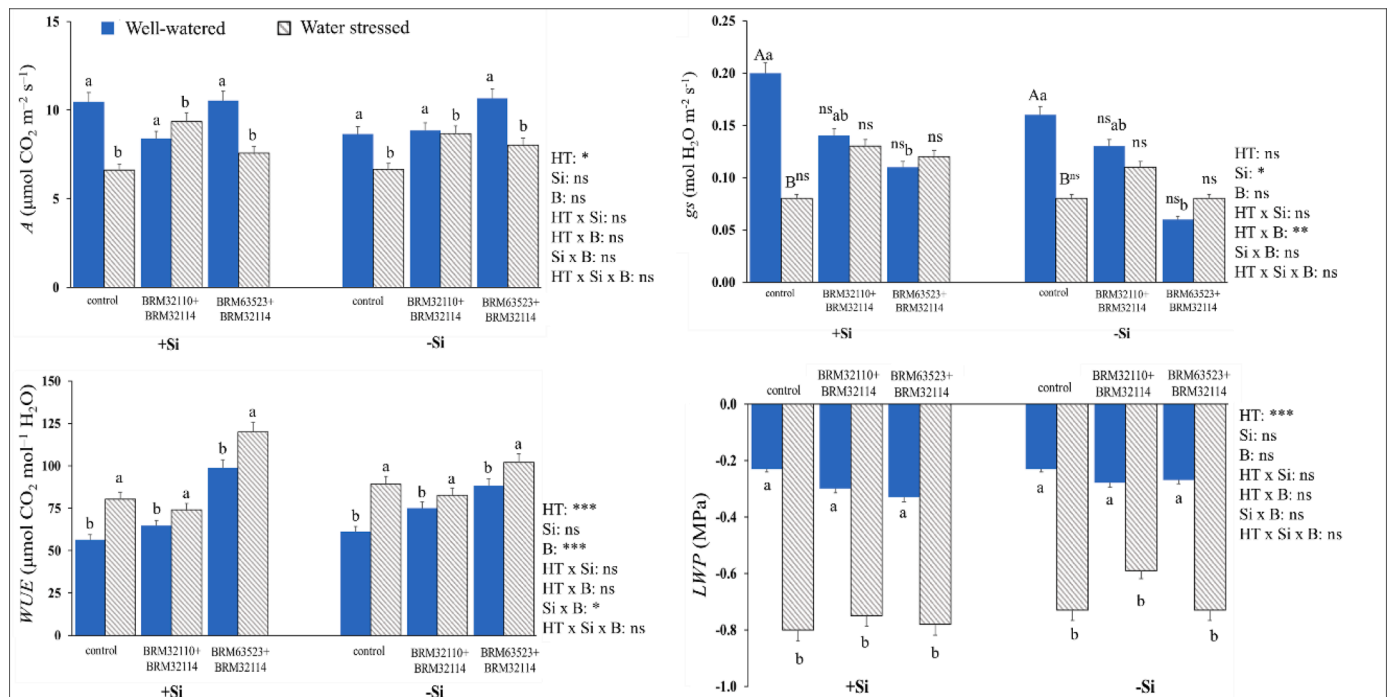 Well-watered
Water stressed
A (μmol CO₂ m⁻² s⁻¹)
15
10
5
0
a
b
a
b
a
b
a
b
a
b
a
b
HT: *
Si: ns
B: ns
HT x Si: ns
HT x B: ns
Si x B: ns
HT x Si x B: ns
control
BRM32110+
BRM32114
BRM63523+
BRM32114
control
BRM32110+
BRM32114
BRM63523+
BRM32114
+Si
-Si
gs (mol H₂O m⁻² s⁻¹)
0.25
0.20
0.15
0.10
0.05
0.00
Aa
Bⁿˢ
ⁿˢab
ns
ⁿˢb
ns
Aa
Bⁿˢ
ⁿˢab
ns
ⁿˢb
ns
HT: ns
Si: *
B: ns
HT x Si: ns
HT x B: **
Si x B: ns
HT x Si x B: ns
control
BRM32110+
BRM32114
BRM63523+
BRM32114
control
BRM32110+
BRM32114
BRM63523+
BRM32114
+Si
-Si
WUE (μmol CO₂ mol⁻¹ H₂O)
150
125
100
75
50
25
0
b
a
b
a
b
a
b
a
b
a
b
a
HT: ***
Si: ns
B: ***
HT x Si: ns
HT x B: ns
Si x B: *
HT x Si x B: ns
control
BRM32110+
BRM32114
BRM63523+
BRM32114
control
BRM32110+
BRM32114
BRM63523+
BRM32114
+Si
-Si
control
BRM32110+
BRM32114
BRM63523+
BRM32114
control
BRM32110+
BRM32114
BRM63523+
BRM32114
LWP (MPa)
0.0
-0.2
-0.4
-0.6
-0.8
-1.0
a
b
a
b
a
b
a
b
a
b
a
b
HT: ***
Si: ns
B: ns
HT x Si: ns
HT x B: ns
Si x B: ns
HT x Si x B: ns
+Si
-Si